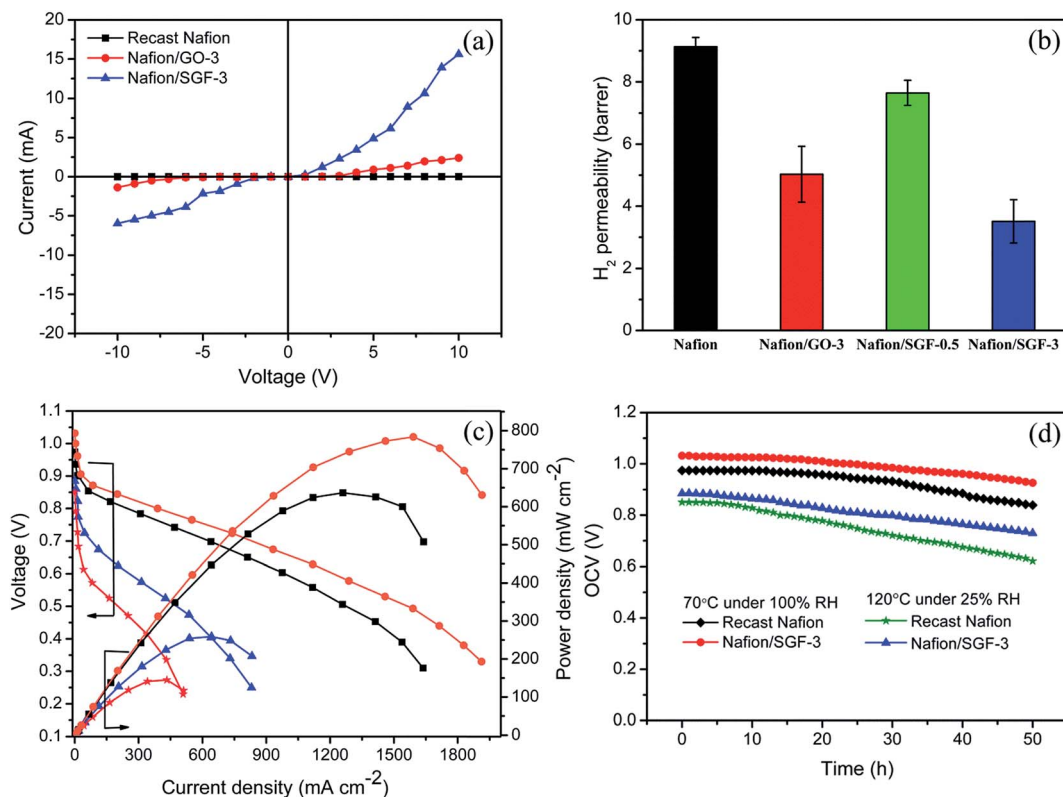 (a)
Recast Nafion
Nafion/GO-3
Nafion/SGF-3
20
15
10
5
0
-5
-10
-15
-20
Current (mA)
-10
-5
0
5
10
Voltage (V)
(b)
10
8
6
4
2
0
H2 permeability (barrer)
Nafion
Nafion/GO-3
Nafion/SGF-0.5
Nafion/SGF-3
(c)
1.1
1.0
0.9
0.8
0.7
0.6
0.5
0.4
0.3
0.2
0.1
Voltage (V)
800
700
600
500
400
300
200
100
0
Power density (mW cm-2)
0
300
600
900
1200
1500
1800
Current density (mA cm-2)
(d)
1.2
1.0
0.8
0.6
0.4
0.2
0.0
OCV (V)
70°C under 100% RH
Recast Nafion
Nafion/SGF-3
120°C under 25% RH
Recast Nafion
Nafion/SGF-3
0
10
20
30
40
50
Time (h)